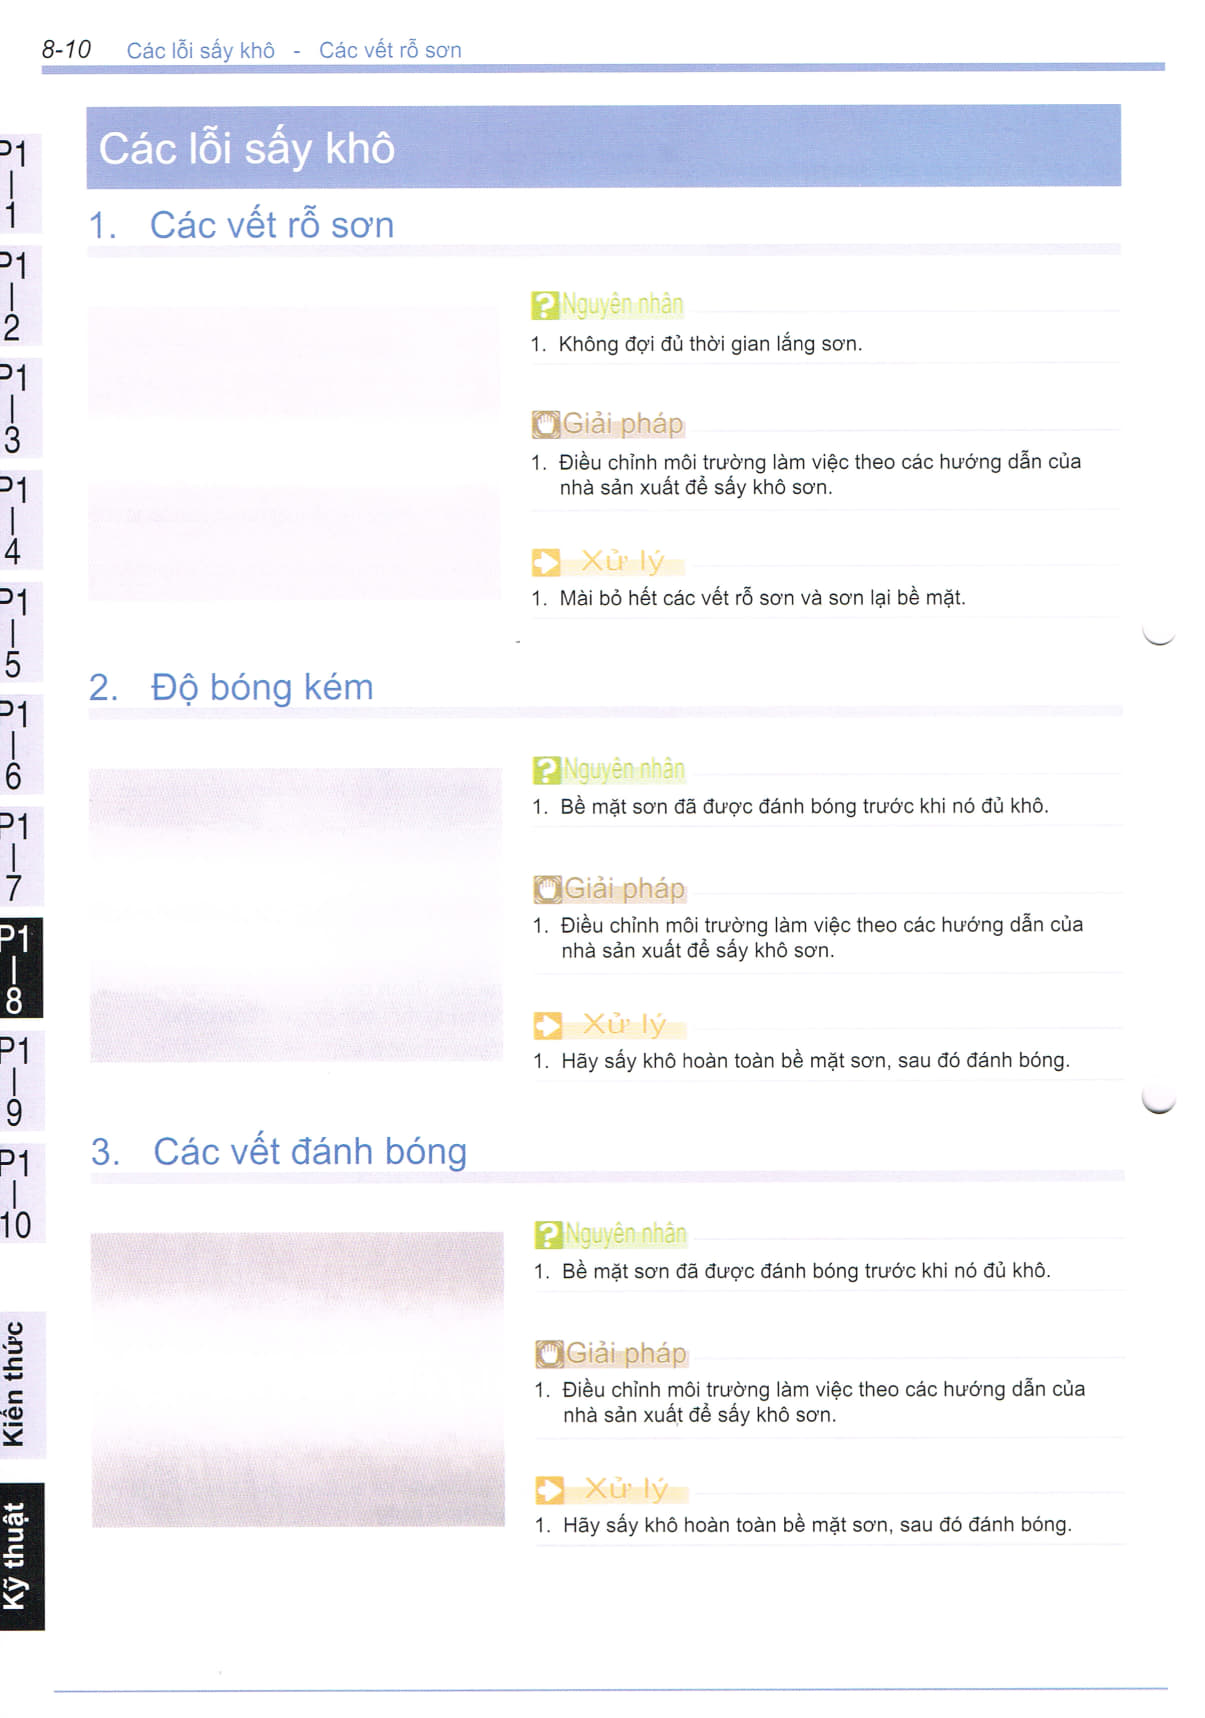 8-10 Các lỗi sấy khô - Các vết rỗ sơn
Các lỗi sấy khô
1. Các vết rỗ sơn
Nguyên nhân
1. Không đợi đủ thời gian lắng sơn.
Giải pháp
1. Điều chỉnh môi trường làm việc theo các hướng dẫn của
nhà sản xuất để sấy khô sơn.
Xử lý
1. Mài bỏ hết các vết rỗ sơn và sơn lại bề mặt.
2. Độ bóng kém
Nguyên nhân
1. Bề mặt sơn đã được đánh bóng trước khi nó đủ khô.
Giải pháp
1. Điều chỉnh môi trường làm việc theo các hướng dẫn của
nhà sản xuất để sấy khô sơn.
Xử lý
1. Hãy sấy khô hoàn toàn bề mặt sơn, sau đó đánh bóng.
3. Các vết đánh bóng
Nguyên nhân
1. Bề mặt sơn đã được đánh bóng trước khi nó đủ khô.
Giải pháp
1. Điều chỉnh môi trường làm việc theo các hướng dẫn của
nhà sản xuất để sấy khô sơn.
Xử lý
1. Hãy sấy khô hoàn toàn bề mặt sơn, sau đó đánh bóng.
P1
1
P1
2
P1
3
P1
4
P1
5
P1
6
P1
7
P1
8
P1
9
P1
10
Kiến thức
Kỹ thuật